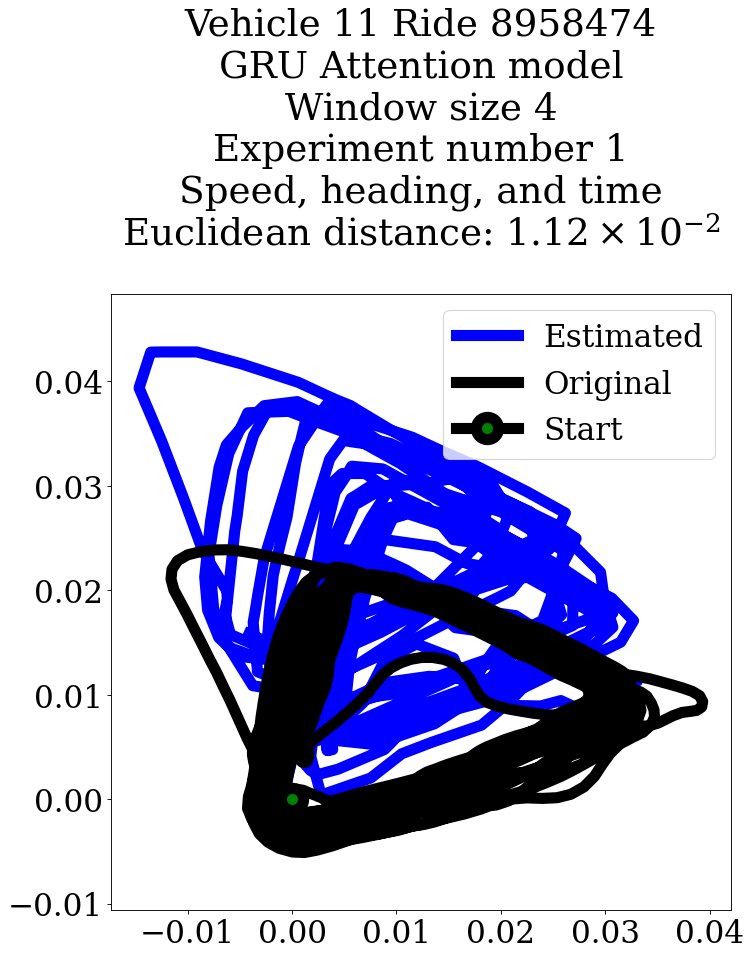 Vehicle 11 Ride 8958474
GRU Attention model
Window size 4
Experiment number 1
Speed, heading, and time
Euclidean distance: 1.12 × 10⁻²
Estimated
Original
Start
0.04
0.03
0.02
0.01
0.00
−0.01
−0.01 0.00 0.01 0.02 0.03 0.04